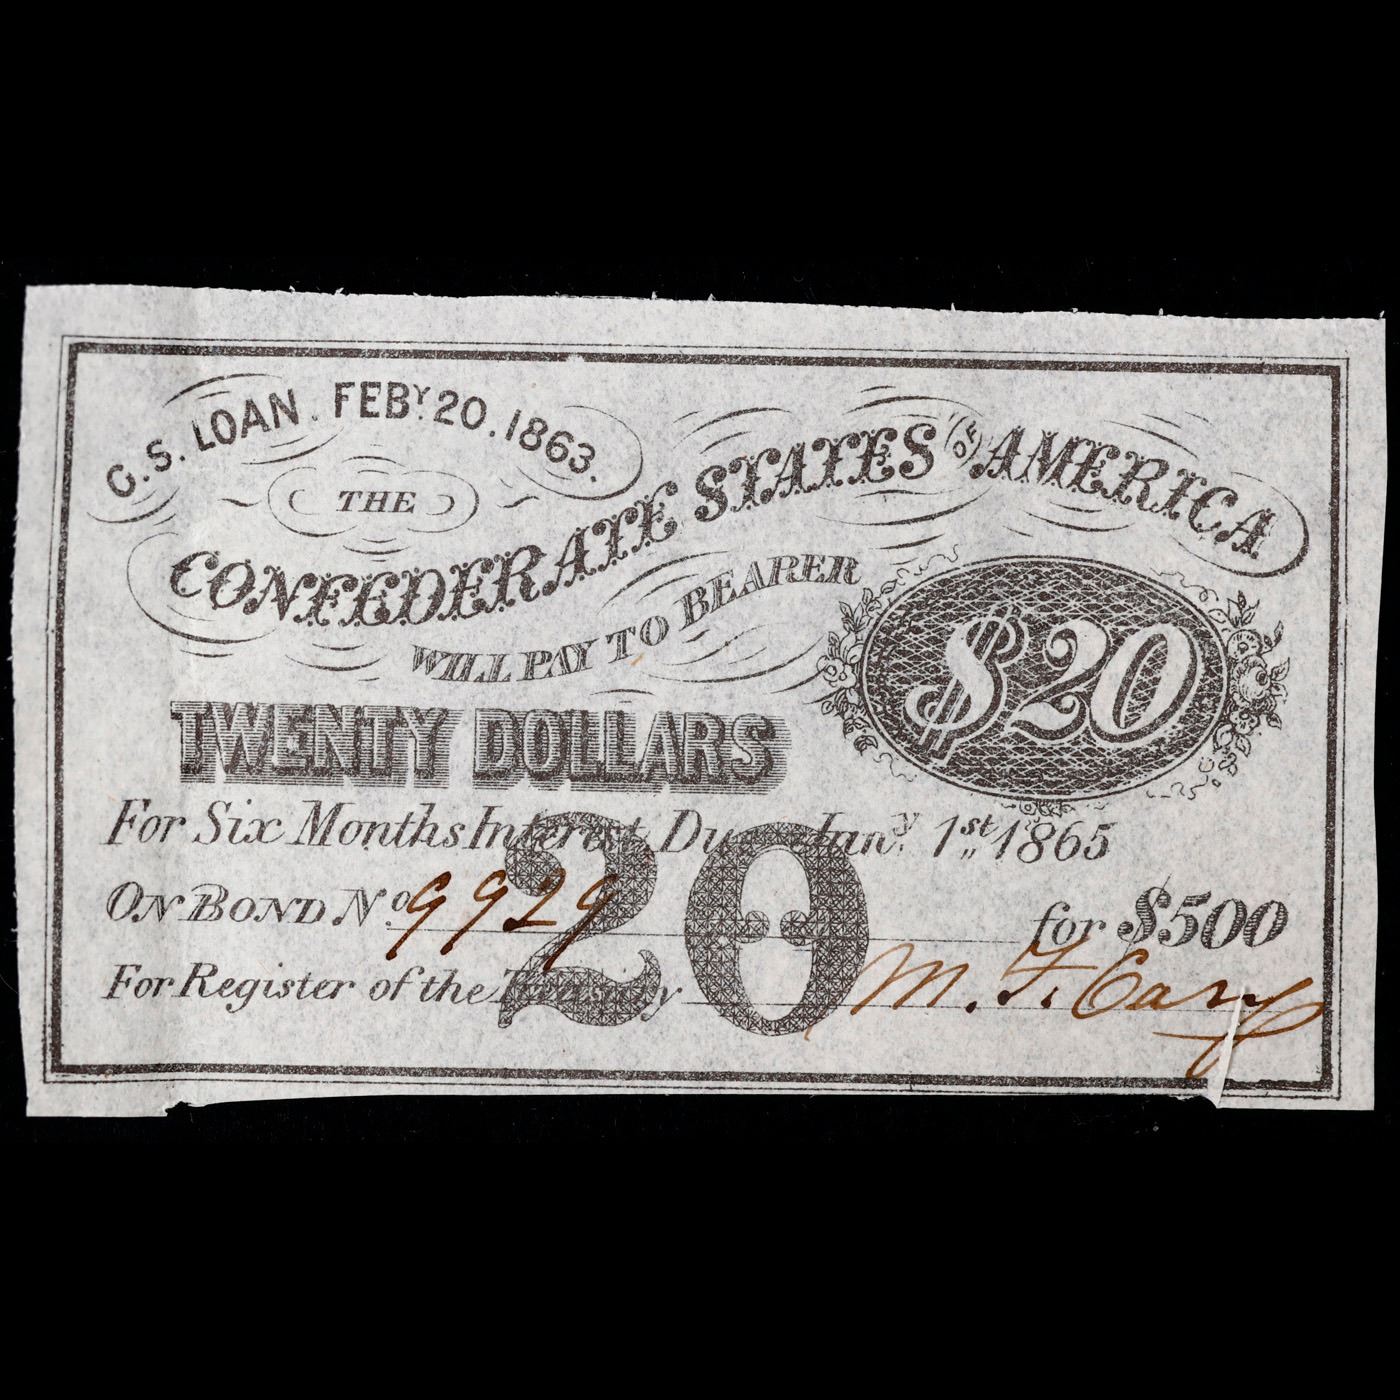 C. S. LOAN. FEBY. 20. 1863.
THE
CONFEDERATE STATES OF AMERICA
WILL PAY TO BEARER
$20
TWENTY DOLLARS
For Six Months Interest Due Jany. 1st 1865
ON BOND No 9929 for $500
20
For Register of the Treasury M. F. Cary